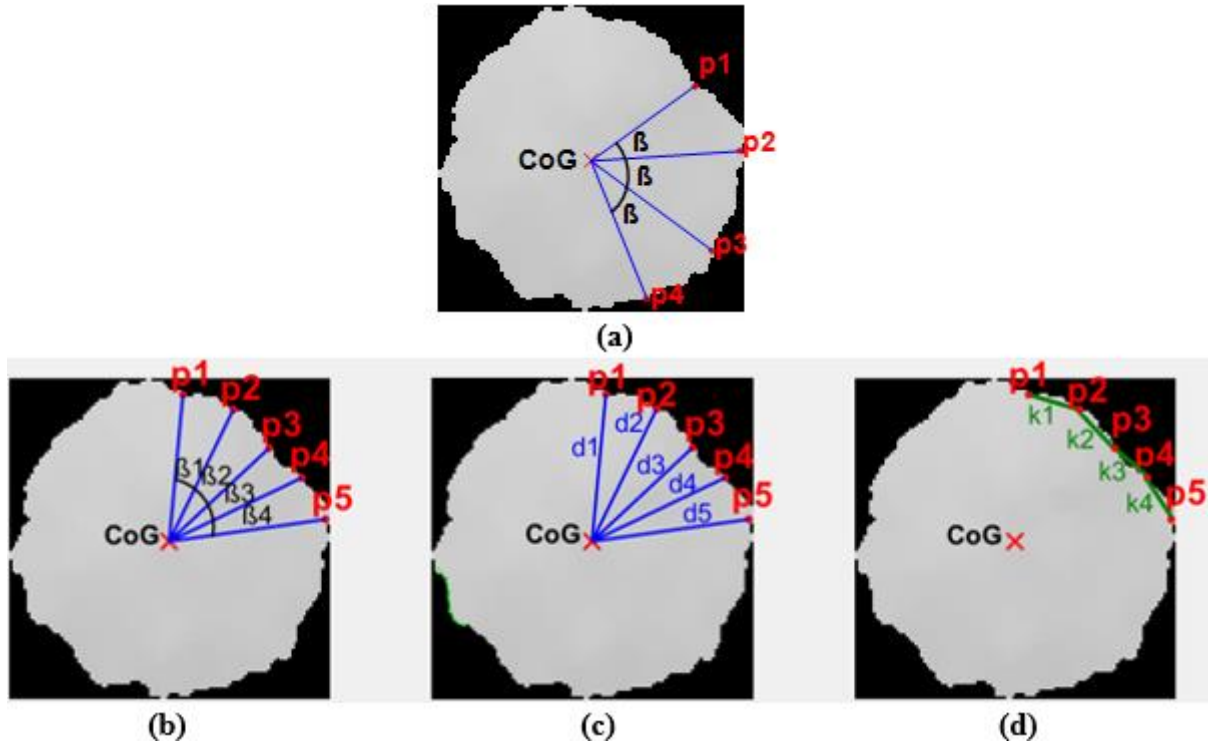 p1
ß
p2
CoG
ß
ß
p3
p4
(a)
p1 p2
p3
p4
ß1
ß2
ß3
ß4
p5
CoG
(b)
p1
p2
p3
p4
p5
d1
d2
d3
d4
d5
CoG
(c)
p1
p2
p3
p4
p5
k1
k2
k3
k4
CoG
(d)